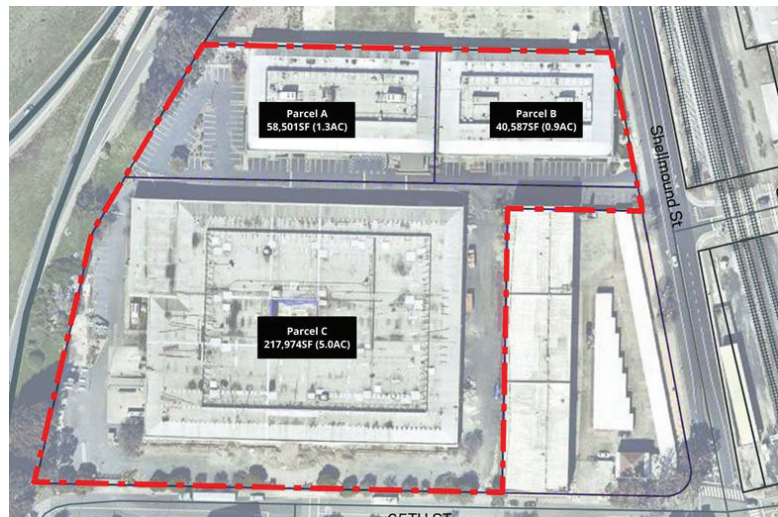 Parcel A
58,501SF (1.3AC)
Parcel B
40,587SF (0.9AC)
Shellmound St
Parcel C
217,974SF (5.0AC)